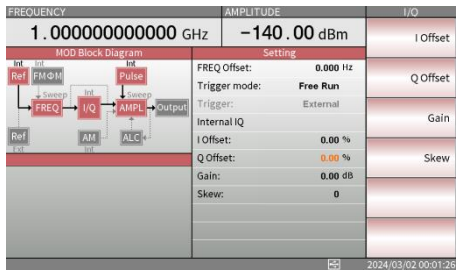 FREQUENCY AMPLITUDE I/O
1.000000000000 GHz -140.00 dBm
MOD Block Diagram Setting
Int Int Int
Ref FMΦM Pulse
Sweep Int Sweep
FREQ I/Q AMPL Output
Ref AM ALC
Ext Int
FREQ Offset: 0.000 Hz
Trigger mode: Free Run
Trigger: External
Internal IQ
I Offset: 0.00 %
Q Offset: 0.00 %
Gain: 0.00 dB
Skew: 0
I Offset
Q Offset
Gain
Skew
2024/03/02 00:01:26